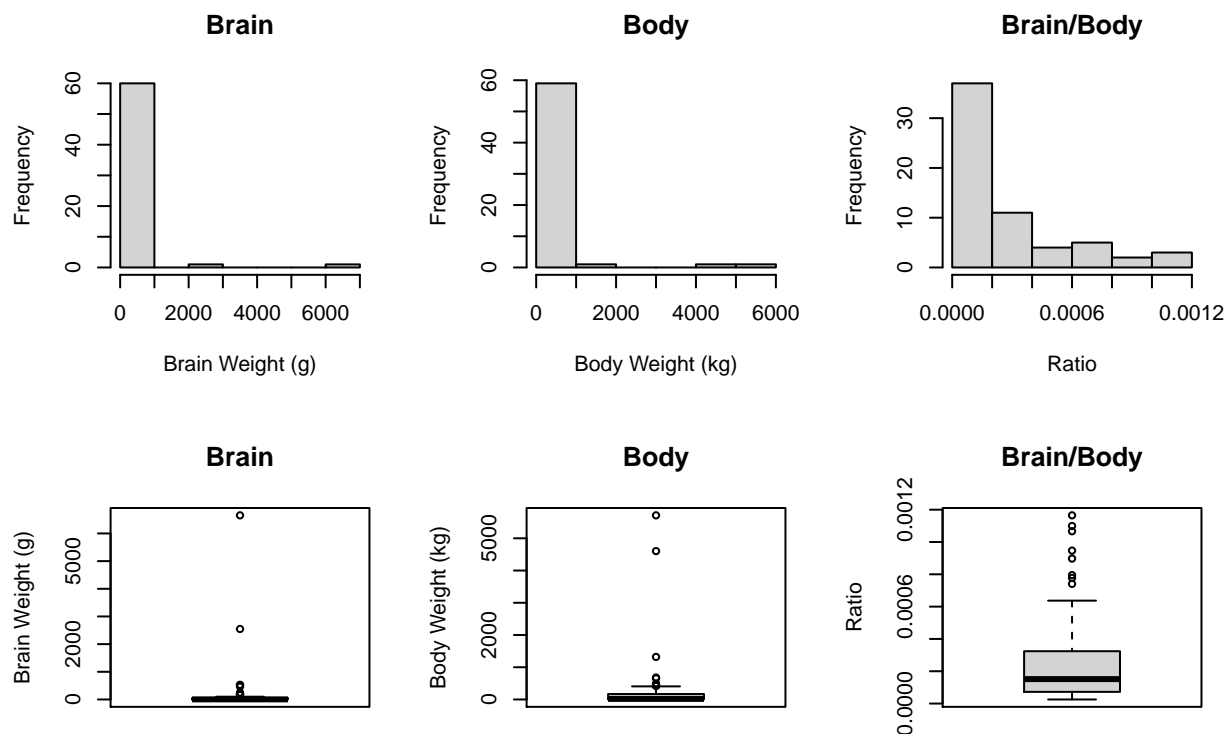 Brain
Frequency
0 20 40 60
0 2000 4000 6000
Brain Weight (g)
Body
Frequency
0 20 40 60
0 2000 4000 6000
Body Weight (kg)
Brain/Body
Frequency
0 10 20 30
0.0000 0.0006 0.0012
Ratio
Brain
Brain Weight (g)
0 2000 5000
Body
Body Weight (kg)
0 2000 5000
Brain/Body
Ratio
0.0000 0.0006 0.0012